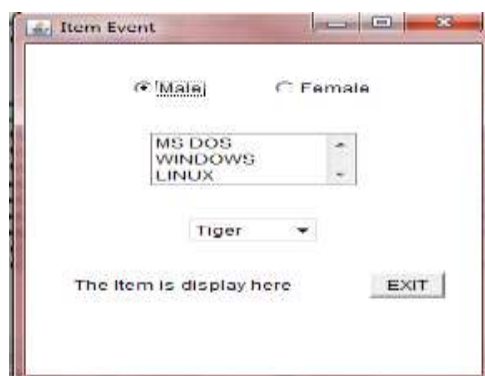 Item Event
Male Female
MS DOS
WINDOWS
LINUX
Tiger
The Item is display here EXIT